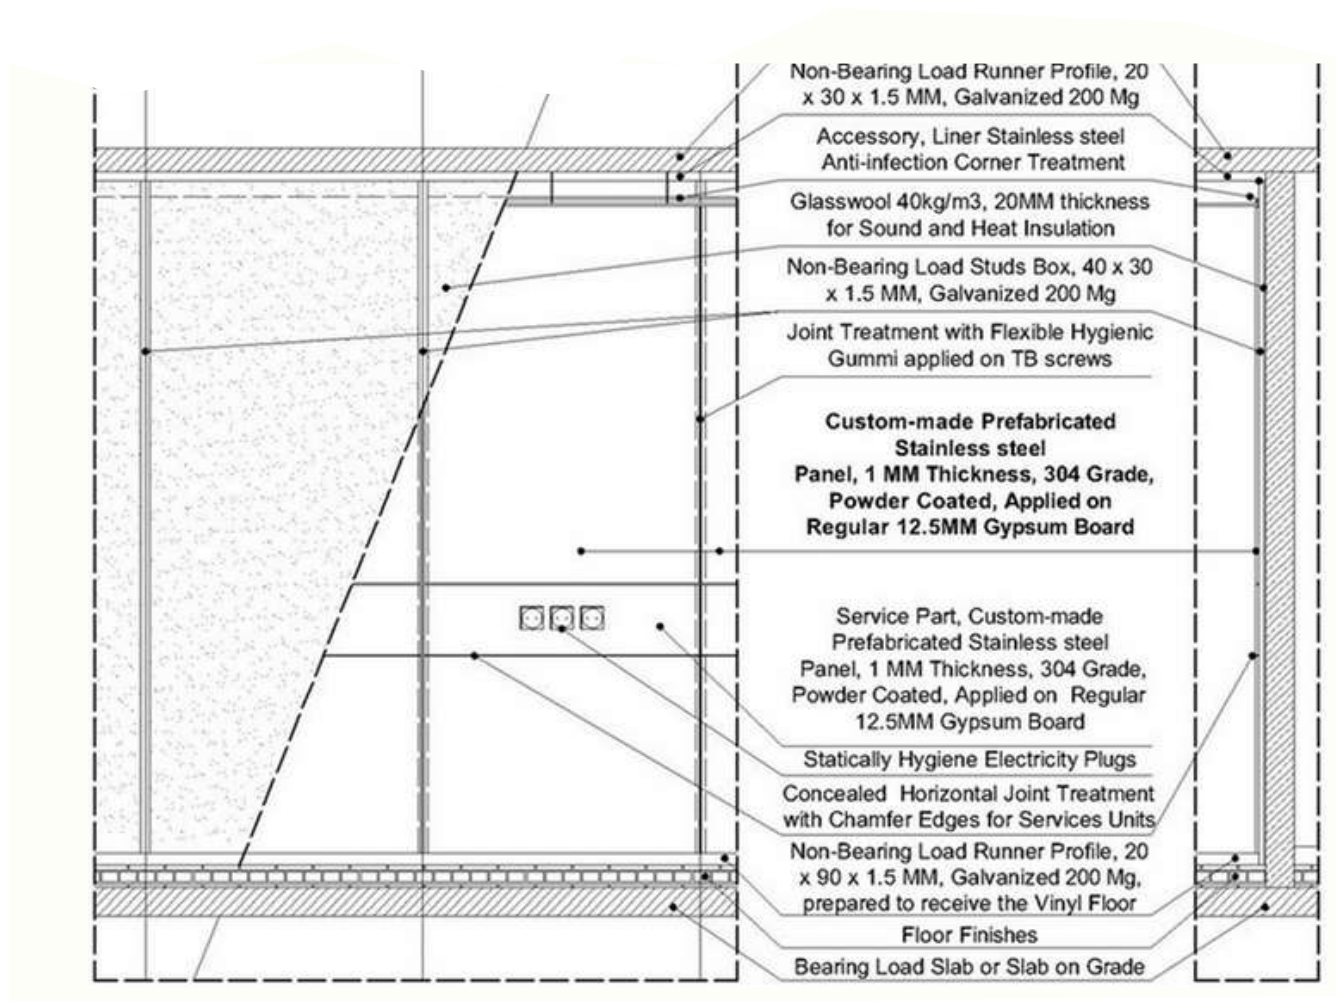 Non-Bearing Load Runner Profile, 20
x 30 x 1.5 MM, Galvanized 200 Mg
Accessory, Liner Stainless steel
Anti-infection Corner Treatment
Glasswool 40kg/m3, 20MM thickness
for Sound and Heat Insulation
Non-Bearing Load Studs Box, 40 x 30
x 1.5 MM, Galvanized 200 Mg
Joint Treatment with Flexible Hygienic
Gummi applied on TB screws
Custom-made Prefabricated
Stainless steel
Panel, 1 MM Thickness, 304 Grade,
Powder Coated, Applied on
Regular 12.5MM Gypsum Board
Service Part, Custom-made
Prefabricated Stainless steel
Panel, 1 MM Thickness, 304 Grade,
Powder Coated, Applied on Regular
12.5MM Gypsum Board
Statically Hygiene Electricity Plugs
Concealed Horizontal Joint Treatment
with Chamfer Edges for Services Units
Non-Bearing Load Runner Profile, 20
x 90 x 1.5 MM, Galvanized 200 Mg,
prepared to receive the Vinyl Floor
Floor Finishes
Bearing Load Slab or Slab on Grade